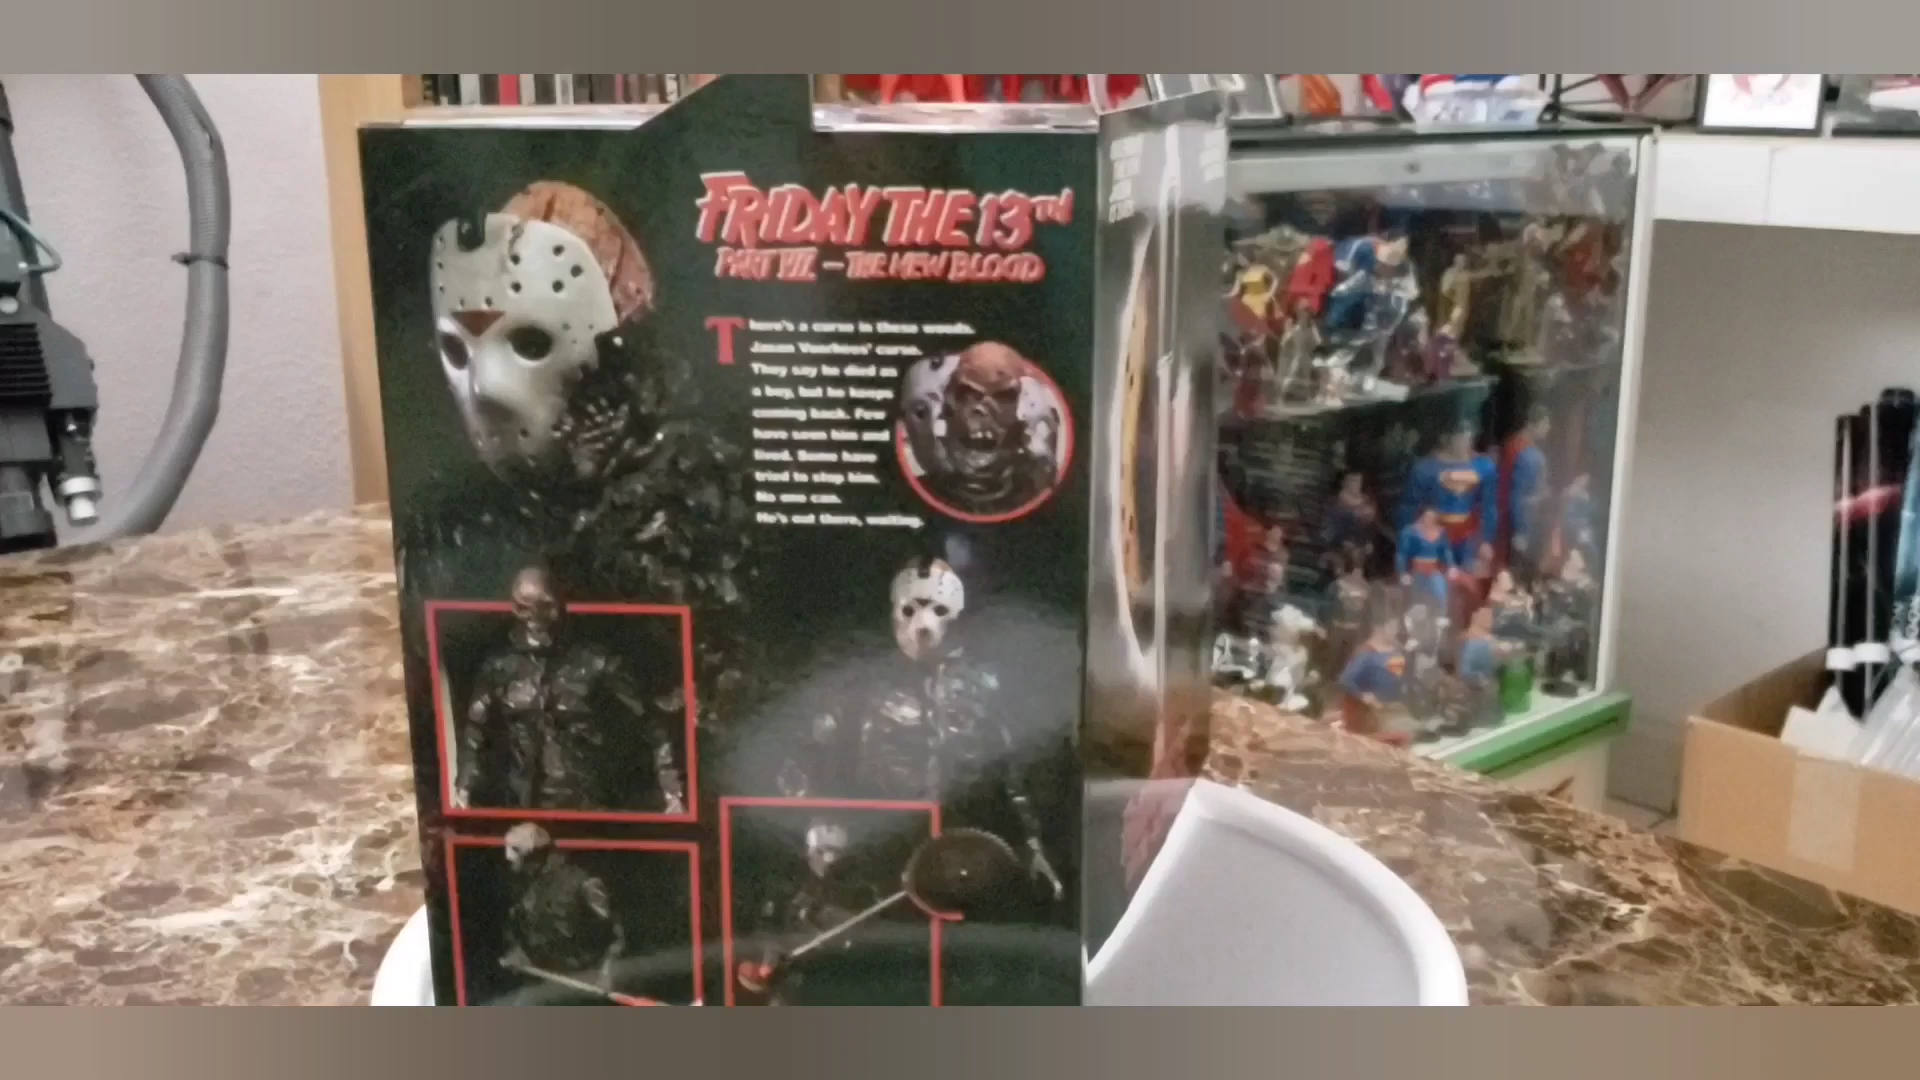 FRIDAY THE 13TH
PART VII - THE NEW BLOOD
There's a curse in these woods.
Jason Voorhees' curse.
They say he died as
a boy, but he keeps
coming back. Few
have seen him and
lived. Some have
tried to stop him.
No one can.
He's out there, waiting.